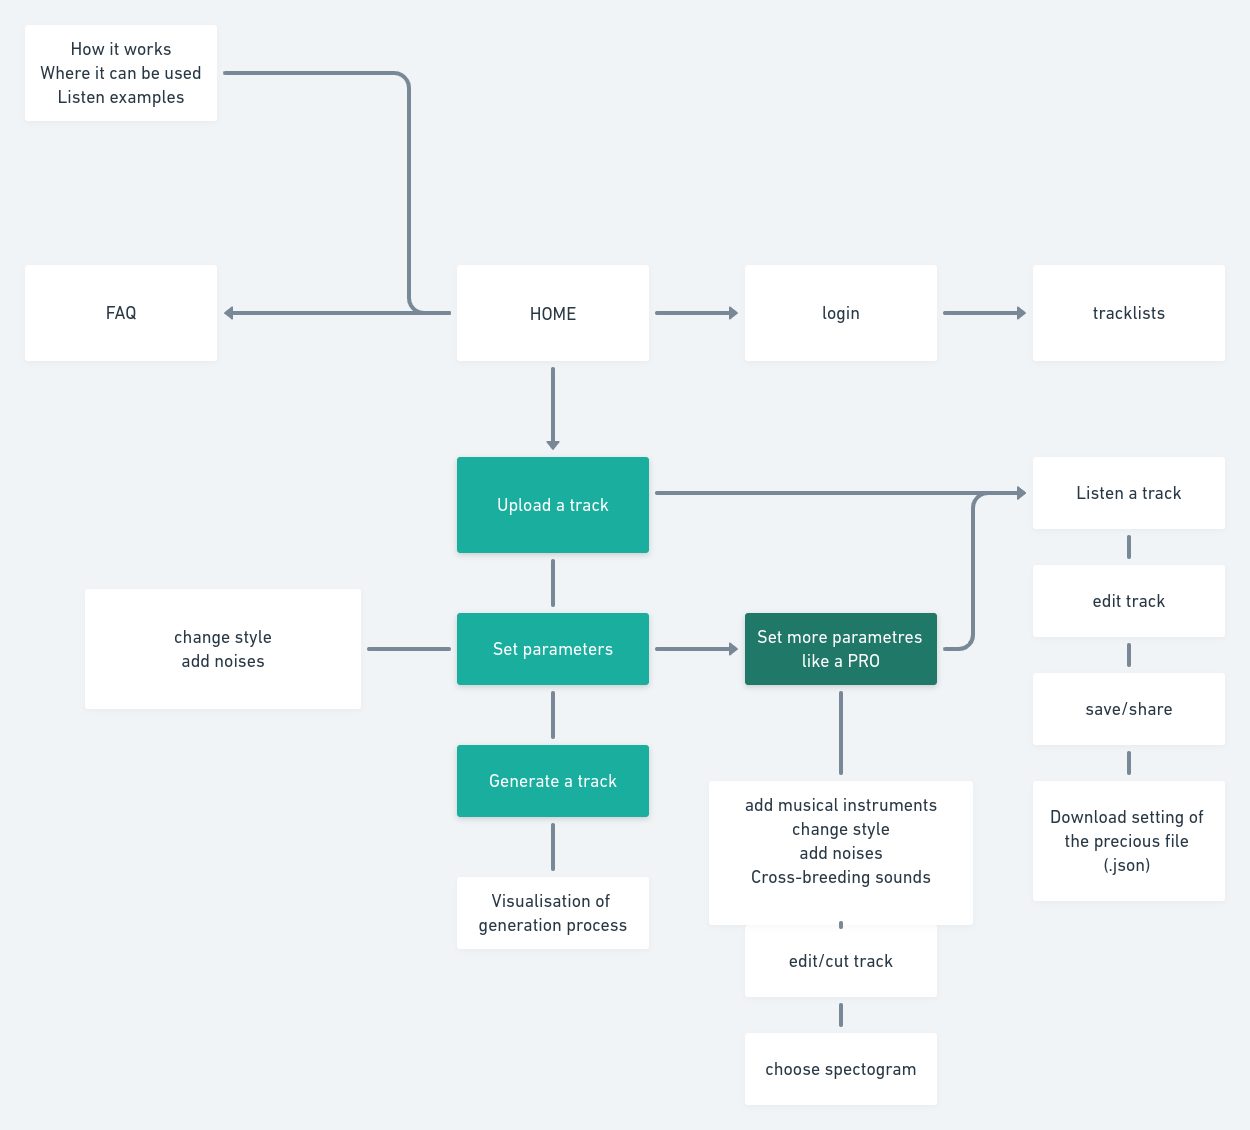 How it works
Where it can be used
Listen examples
FAQ
HOME
login
tracklists
Upload a track
Listen a track
edit track
change style
add noises
Set parameters
Set more parametres
like a PRO
save/share
Generate a track
add musical instruments
change style
add noises
Cross-breeding sounds
Download setting of
the precious file
(.json)
Visualisation of
generation process
edit/cut track
choose spectogram